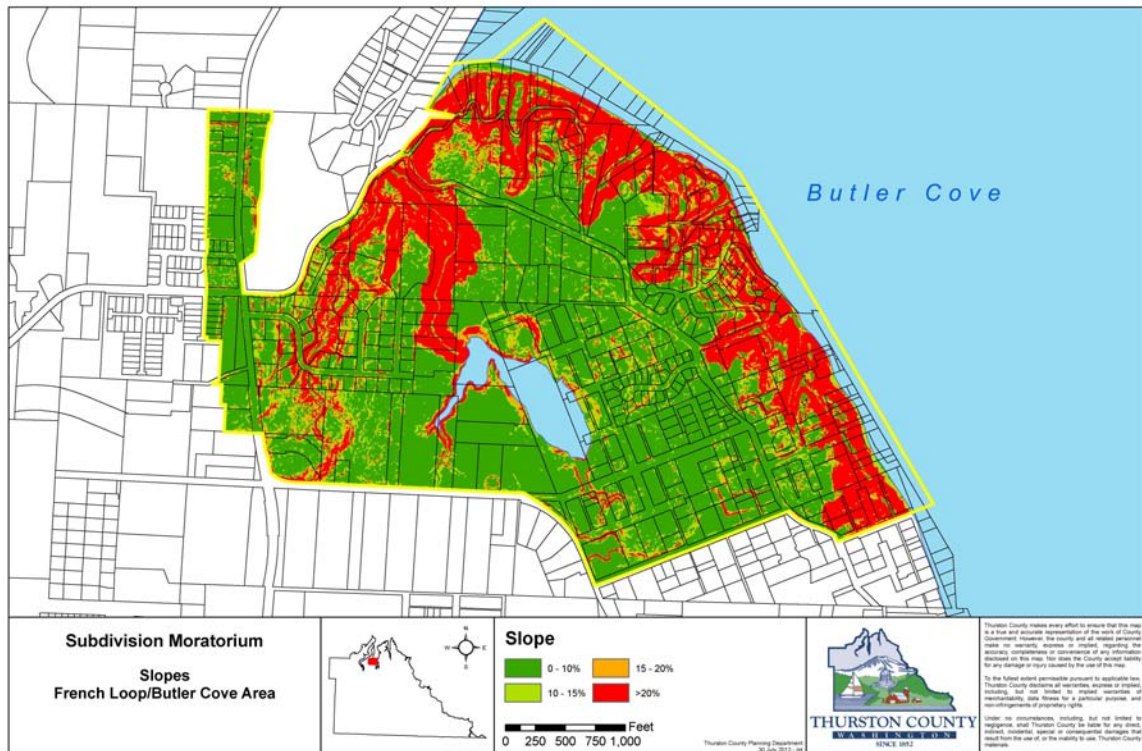 Butler Cove
Subdivision Moratorium
Slopes
French Loop/Butler Cove Area
N
W
E
S
Slope
0 - 10%
15 - 20%
10 - 15%
>20%
Feet
0 250 500 750 1,000
Thurston County Planning Department
THURSTON COUNTY
WASHINGTON
SINCE 1852
Thurston County makes every effort to ensure that this map
is a true and accurate representation of the work of County
Government. However, the county and all related personnel
make no warranty, express or implied, regarding the
accuracy, completeness or convenience of any information
disclosed on this map. Nor does the County accept liability
for any damage or injury caused by the use of this map.
To the fullest extent permissible pursuant to applicable law,
Thurston County disclaims all warranties, express or implied,
including, but not limited to implied warranties of
merchantability, data fitness for a particular purpose, and
non-infringements of proprietary rights.
Under no circumstances, including, but not limited to
negligence, shall Thurston County be liable for any direct,
indirect, incidental, special or consequential damages that
result from the use of, or the inability to use, Thurston County
materials.